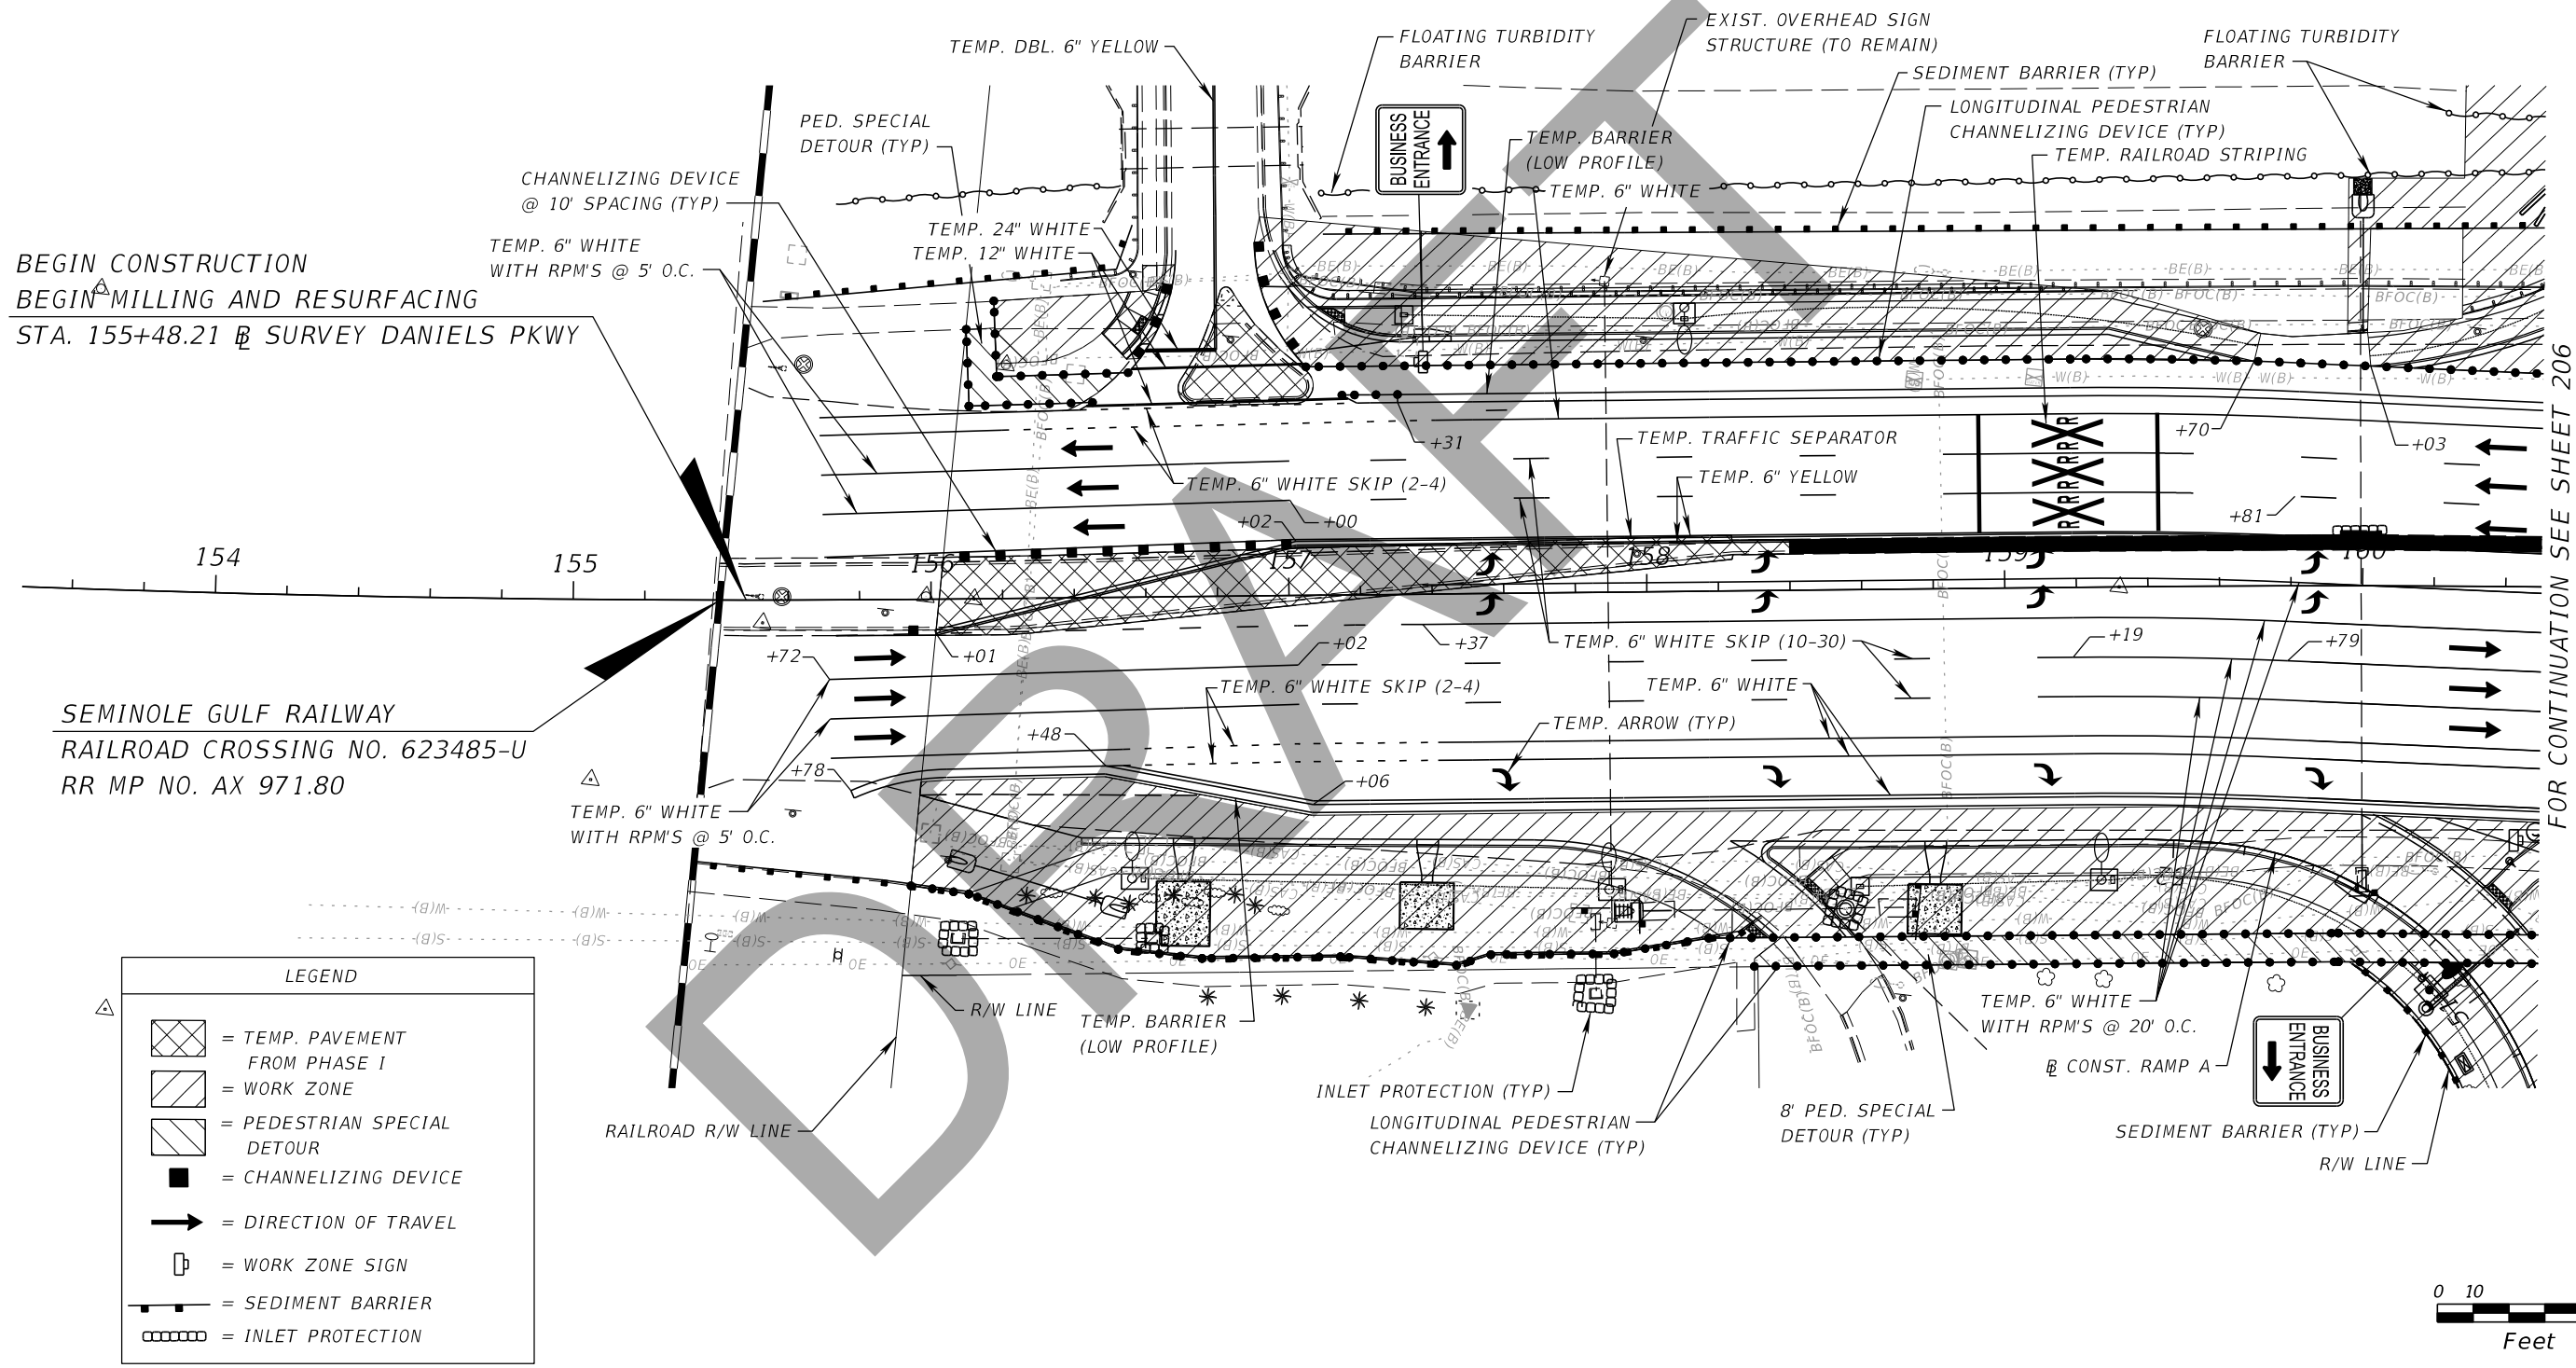 TEMP. DBL. 6" YELLOW
FLOATING TURBIDITY
BARRIER
EXIST. OVERHEAD SIGN
STRUCTURE (TO REMAIN)
FLOATING TURBIDITY
BARRIER
SEDIMENT BARRIER (TYP)
LONGITUDINAL PEDESTRIAN
CHANNELIZING DEVICE (TYP)
PED. SPECIAL
DETOUR (TYP)
BUSINESS
ENTRANCE
TEMP. BARRIER
(LOW PROFILE)
TEMP. RAILROAD STRIPING
CHANNELIZING DEVICE
@ 10' SPACING (TYP)
TEMP. 6" WHITE
TEMP. 24" WHITE
TEMP. 12" WHITE
TEMP. 6" WHITE
WITH RPM'S @ 5' O.C.
BEGIN CONSTRUCTION
BEGIN MILLING AND RESURFACING
STA. 155+48.21 BL SURVEY DANIELS PKWY
+31
+70
+03
TEMP. TRAFFIC SEPARATOR
TEMP. 6" WHITE SKIP (2-4)
TEMP. 6" YELLOW
+02
+00
+81
RRR
RRR
154
155
156
157
158
159
160
FOR CONTINUATION SEE SHEET 206
+72
+01
+02
+37
TEMP. 6" WHITE SKIP (10-30)
+19
+79
TEMP. 6" WHITE SKIP (2-4)
TEMP. 6" WHITE
SEMINOLE GULF RAILWAY
RAILROAD CROSSING NO. 623485-U
RR MP NO. AX 971.80
+48
TEMP. ARROW (TYP)
+78
+06
TEMP. 6" WHITE
WITH RPM'S @ 5' O.C.
DRAFT
R/W LINE
TEMP. BARRIER
(LOW PROFILE)
TEMP. 6" WHITE
WITH RPM'S @ 20' O.C.
BL CONST. RAMP A
BUSINESS
ENTRANCE
INLET PROTECTION (TYP)
LONGITUDINAL PEDESTRIAN
CHANNELIZING DEVICE (TYP)
8' PED. SPECIAL
DETOUR (TYP)
RAILROAD R/W LINE
SEDIMENT BARRIER (TYP)
R/W LINE
LEGEND
= TEMP. PAVEMENT
FROM PHASE I
= WORK ZONE
= PEDESTRIAN SPECIAL
DETOUR
= CHANNELIZING DEVICE
= DIRECTION OF TRAVEL
= WORK ZONE SIGN
= SEDIMENT BARRIER
= INLET PROTECTION
0 10
Feet